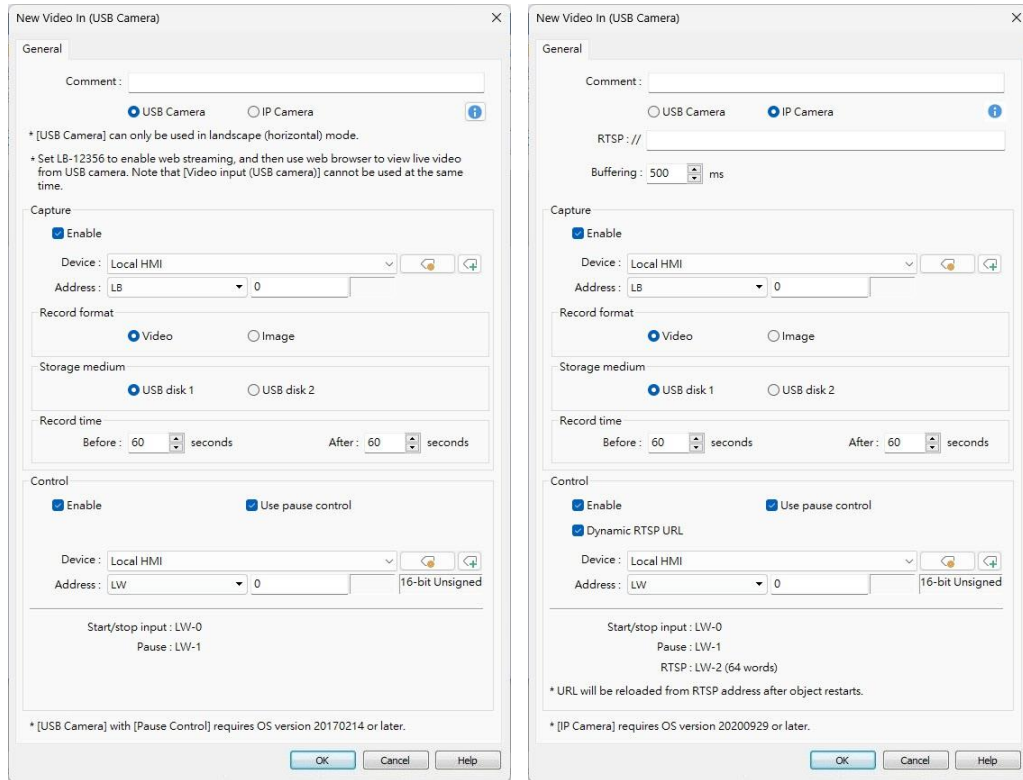 New Video In (USB Camera)
General
Comment :
USB Camera IP Camera
* [USB Camera] can only be used in landscape (horizontal) mode.
* Set LB-12356 to enable web streaming, and then use web browser to view live video
from USB camera. Note that [Video input (USB camera)] cannot be used at the same
time.
Capture
Enable
Device : Local HMI
Address : LB 0
Record format
Video Image
Storage medium
USB disk 1 USB disk 2
Record time
Before : 60 seconds After : 60 seconds
Control
Enable Use pause control
Device : Local HMI
Address : LW 0 16-bit Unsigned
Start/stop input : LW-0
Pause : LW-1
* [USB Camera] with [Pause Control] requires OS version 20170214 or later.
OK Cancel Help
New Video In (USB Camera)
General
Comment :
USB Camera IP Camera
RTSP : //
Buffering : 500 ms
Capture
Enable
Device : Local HMI
Address : LB 0
Record format
Video Image
Storage medium
USB disk 1 USB disk 2
Record time
Before : 60 seconds After : 60 seconds
Control
Enable Use pause control
Dynamic RTSP URL
Device : Local HMI
Address : LW 0 16-bit Unsigned
Start/stop input : LW-0
Pause : LW-1
RTSP : LW-2 (64 words)
* URL will be reloaded from RTSP address after object restarts.
* [IP Camera] requires OS version 20200929 or later.
OK Cancel Help